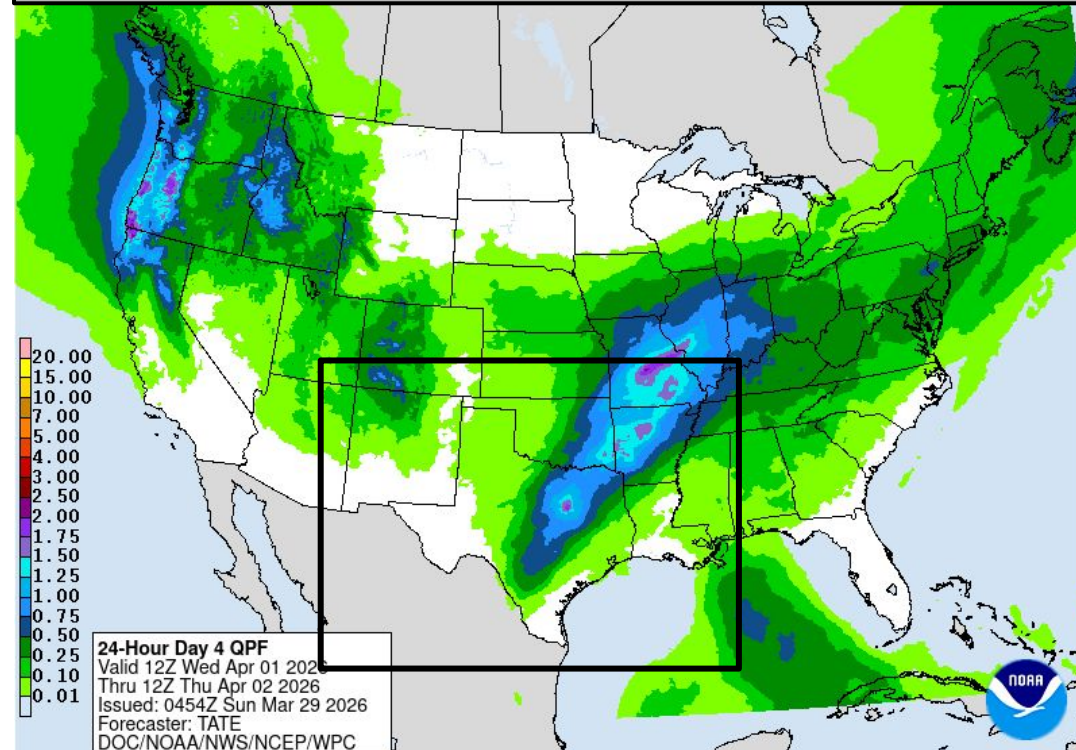 20.00
15.00
10.00
7.00
5.00
4.00
3.00
2.50
2.00
1.75
1.50
1.25
1.00
0.75
0.50
0.25
0.10
0.01
24-Hour Day 4 QPF
Valid 12Z Wed Apr 01 2026
Thru 12Z Thu Apr 02 2026
Issued: 0454Z Sun Mar 29 2026
Forecaster: TATE
DOC/NOAA/NWS/NCEP/WPC
NOAA